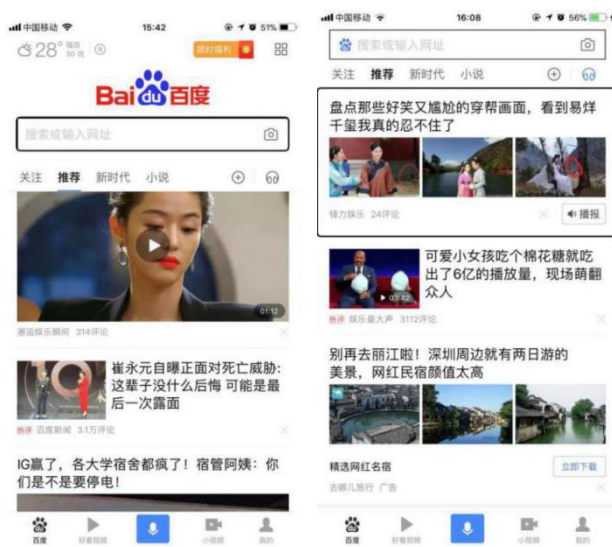 中国移动
15:42
51%
28°
福田
30 优
限时福利
Bai du 百度
搜索或输入网址
关注 推荐 新时代 小说
01:12
邂逅娱乐瞬间 314评论
崔永元自曝正面对死亡威胁:
这辈子没什么后悔 可能是最
后一次露面
热评 百度新闻 3.1万评论
IG赢了，各大学宿舍都疯了！宿管阿姨：你
们是不是要停电！
百度 好看视频 小视频 我的
中国移动
16:08
56%
搜索或输入网址
关注 推荐 新时代 小说
盘点那些好笑又尴尬的穿帮画面，看到易烊
千玺我真的忍不住了
锋力娱乐 24评论
播报
03:42
可爱小女孩吃个棉花糖就吃
出了6亿的播放量，现场萌翻
众人
热评 娱乐最大声 3112评论
别再去丽江啦！深圳周边就有两日游的
美景，网红民宿颜值太高
精选网红名宿
立即下载
去哪儿旅行 广告
百度 好看视频 小视频 我的